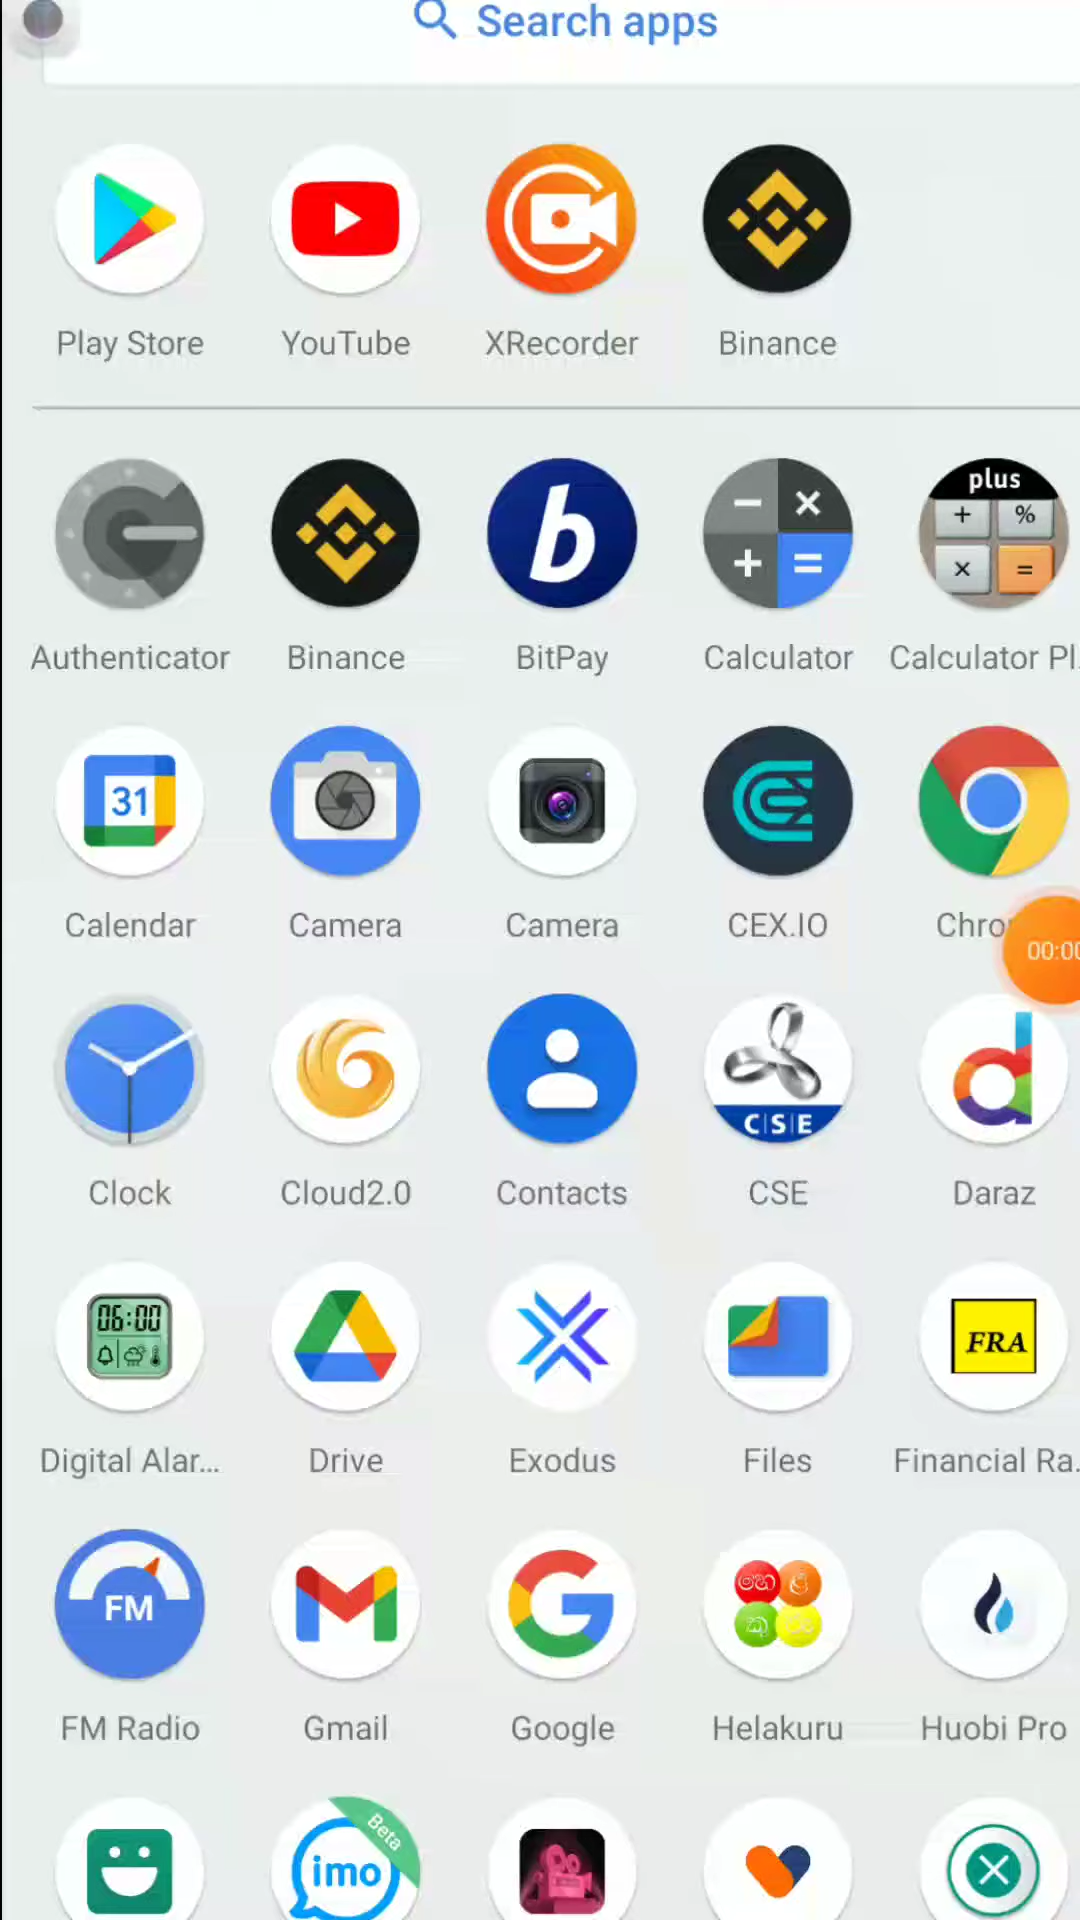 Search apps
Play Store
YouTube
XRecorder
Binance
plus
+ %
× =
− ×
+ =
b
Authenticator
Binance
BitPay
Calculator
Calculator Pl...
31
Calendar
Camera
Camera
CEX.IO
Chro
00:00
C|S|E
Clock
Cloud2.0
Contacts
CSE
Daraz
06:00
FRA
Digital Alar...
Drive
Exodus
Files
Financial Ra...
FM
හෙ ළ
කු රු
FM Radio
Gmail
Google
Helakuru
Huobi Pro
Beta
imo